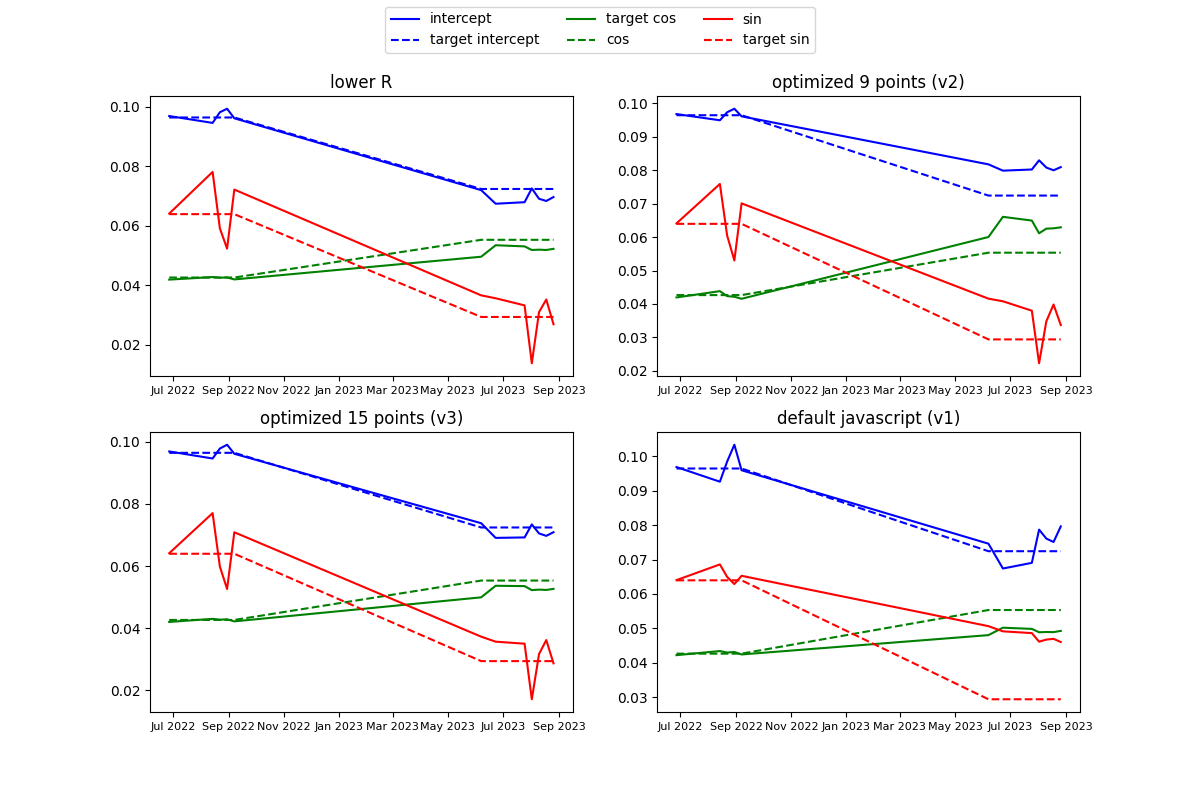 intercept target cos sin
target intercept cos target sin
lower R
0.10
0.08
0.06
0.04
0.02
Jul 2022 Sep 2022 Nov 2022 Jan 2023 Mar 2023 May 2023 Jul 2023 Sep 2023
optimized 9 points (v2)
0.10
0.09
0.08
0.07
0.06
0.05
0.04
0.03
0.02
Jul 2022 Sep 2022 Nov 2022 Jan 2023 Mar 2023 May 2023 Jul 2023 Sep 2023
optimized 15 points (v3)
0.10
0.08
0.06
0.04
0.02
Jul 2022 Sep 2022 Nov 2022 Jan 2023 Mar 2023 May 2023 Jul 2023 Sep 2023
default javascript (v1)
0.10
0.09
0.08
0.07
0.06
0.05
0.04
0.03
Jul 2022 Sep 2022 Nov 2022 Jan 2023 Mar 2023 May 2023 Jul 2023 Sep 2023